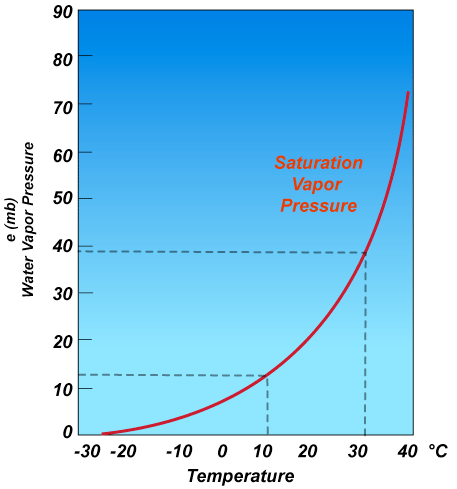 90
80
70
60
50
40
30
20
10
0
e (mb)
Water Vapor Pressure
Saturation
Vapor
Pressure
-30 -20 -10 0 10 20 30 40 °C
Temperature